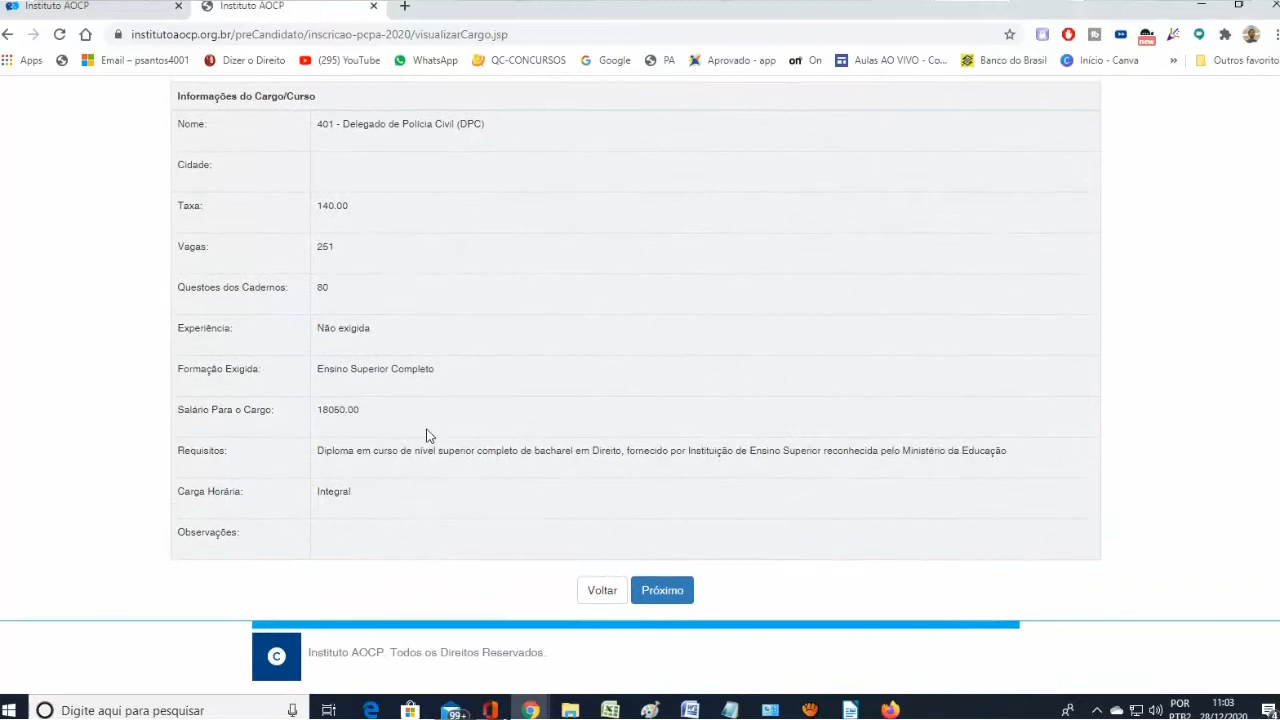 Instituto AOCP
Instituto AOCP
institutoaocp.org.br/preCandidato/inscricao-pcpa-2020/visualizarCargo.jsp
new
Apps
Email – psantos4001
Dizer o Direito
(295) YouTube
WhatsApp
QC-CONCURSOS
Google
PA
Aprovado - app
on On
Aulas AO VIVO - Co...
Banco do Brasil
Início - Canva
»
Outros favorito
Informações do Cargo/Curso
Nome: 401 - Delegado de Polícia Civil (DPC)
Cidade:
Taxa: 140.00
Vagas: 251
Questoes dos Cadernos: 80
Experiência: Não exigida
Formação Exigida: Ensino Superior Completo
Salário Para o Cargo: 18050.00
Requisitos: Diploma em curso de nível superior completo de bacharel em Direito, fornecido por Instituição de Ensino Superior reconhecida pelo Ministério da Educação
Carga Horária: Integral
Observações:
Voltar Próximo
C Instituto AOCP. Todos os Direitos Reservados.
Digite aqui para pesquisar
99+
POR
PTB2
11:03
28/12/2020